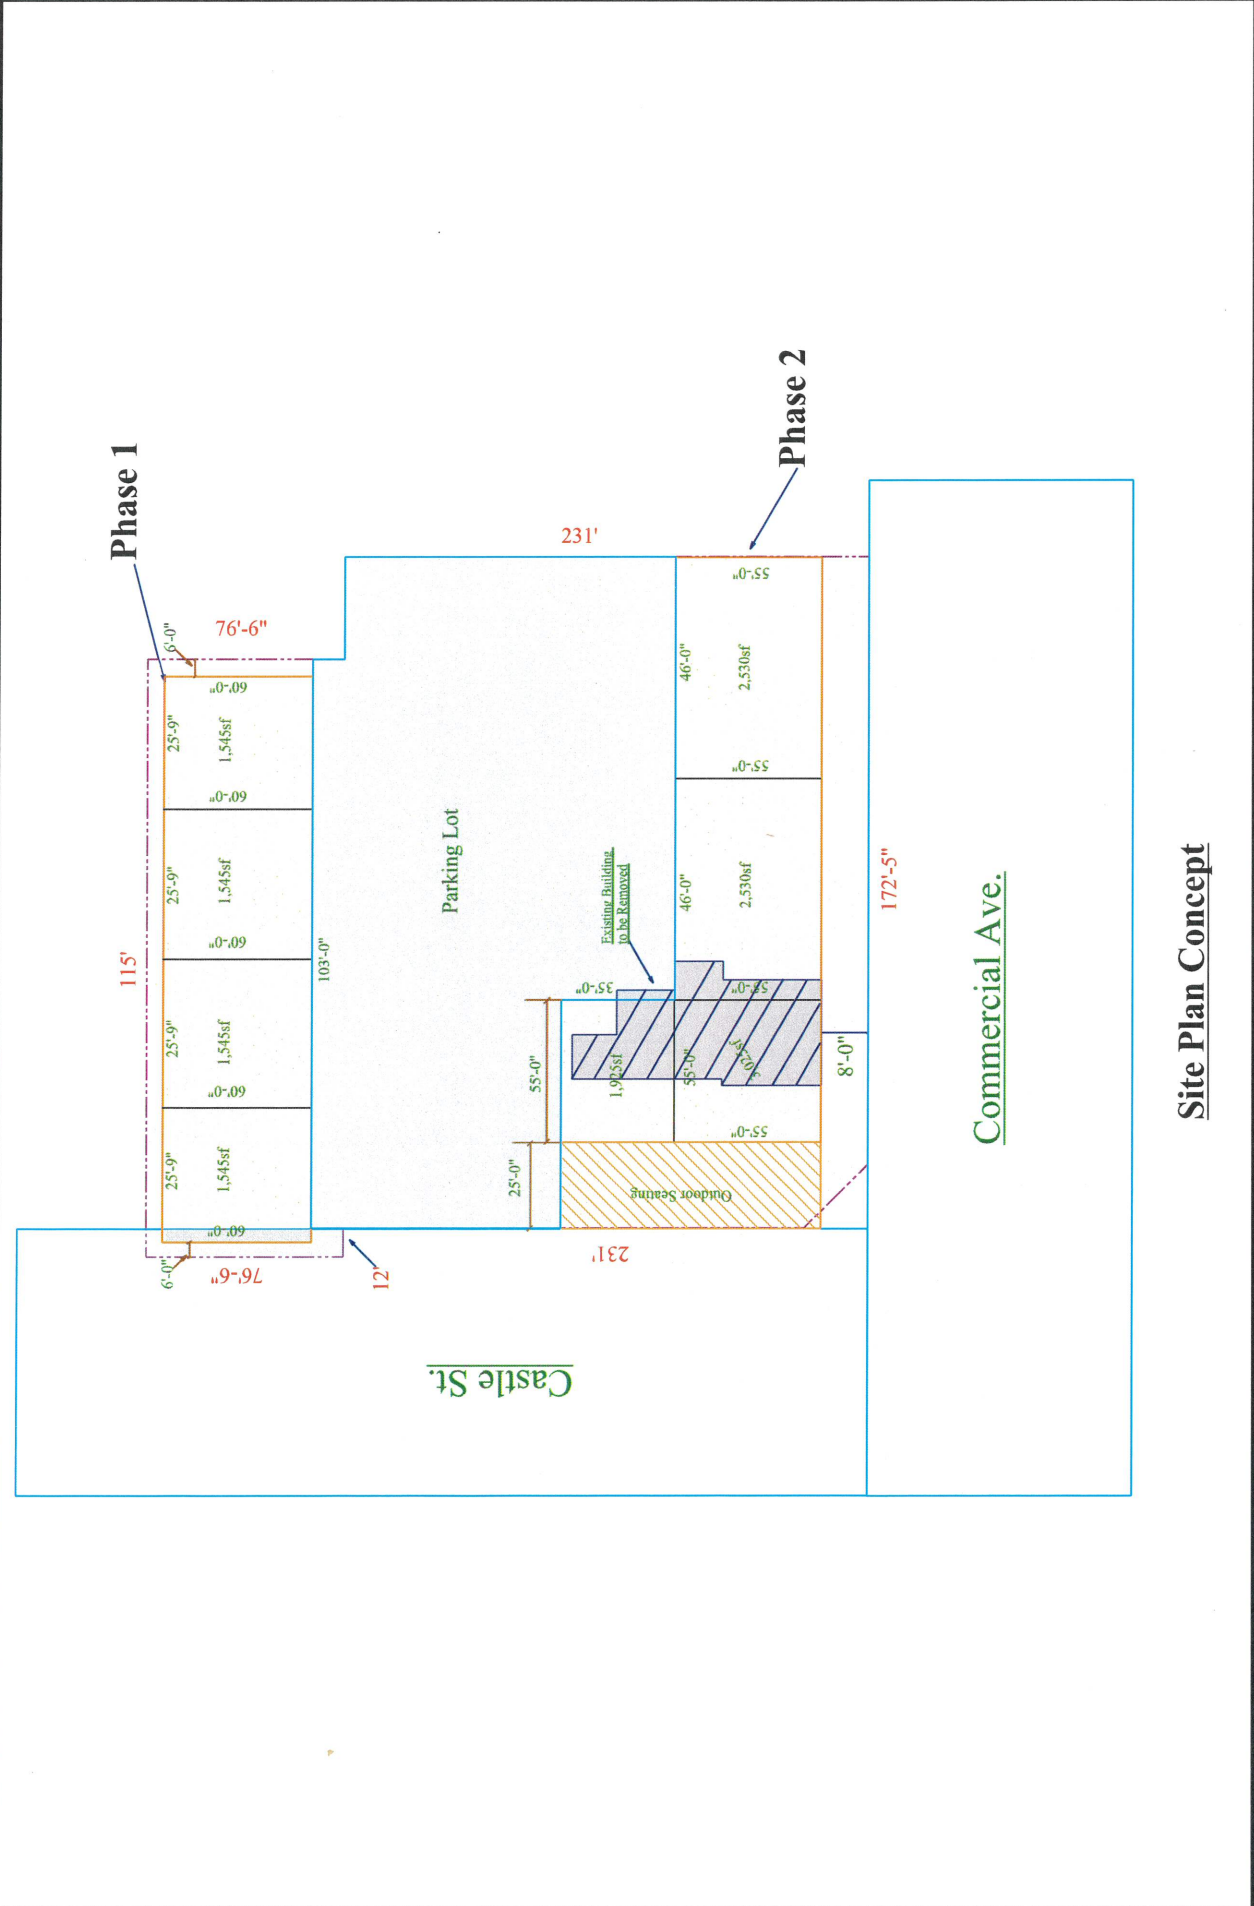 Phase 1
6'-0"
76'-6"
115'
25'-9"
25'-9"
25'-9"
25'-9"
60'-0"
60'-0"
60'-0"
60'-0"
60'-0"
1,545sf
1,545sf
1,545sf
1,545sf
103'-0"
6'-0"
76'-6"
12'
231'
Parking Lot
Phase 2
Existing Building
to be Removed
55'-0"
25'-0"
35'-0"
1,925sf
55'-0"
46'-0"
46'-0"
2,530sf
2,530sf
55'-0"
55'-0"
55'-0"
55'-0"
Outdoor Seating
231'
8'-0"
172'-5"
Castle St.
Commercial Ave.
Site Plan Concept